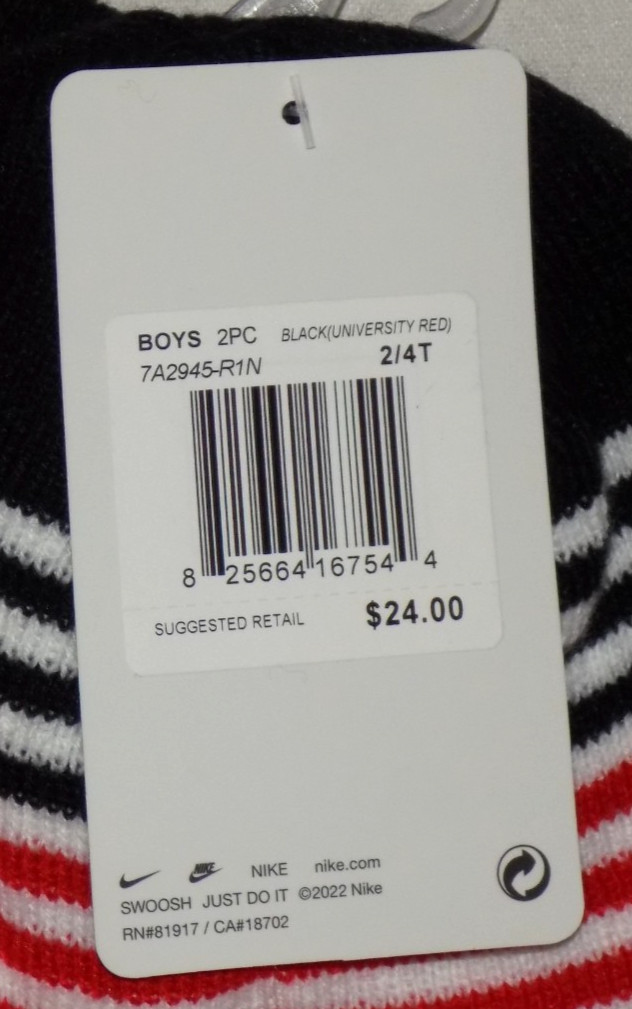 BOYS 2PC BLACK(UNIVERSITY RED)
7A2945-R1N 2/4T
8 25664 16754 4
SUGGESTED RETAIL $24.00
NIKE NIKE nike.com
SWOOSH JUST DO IT ©2022 Nike
RN#81917 / CA#18702